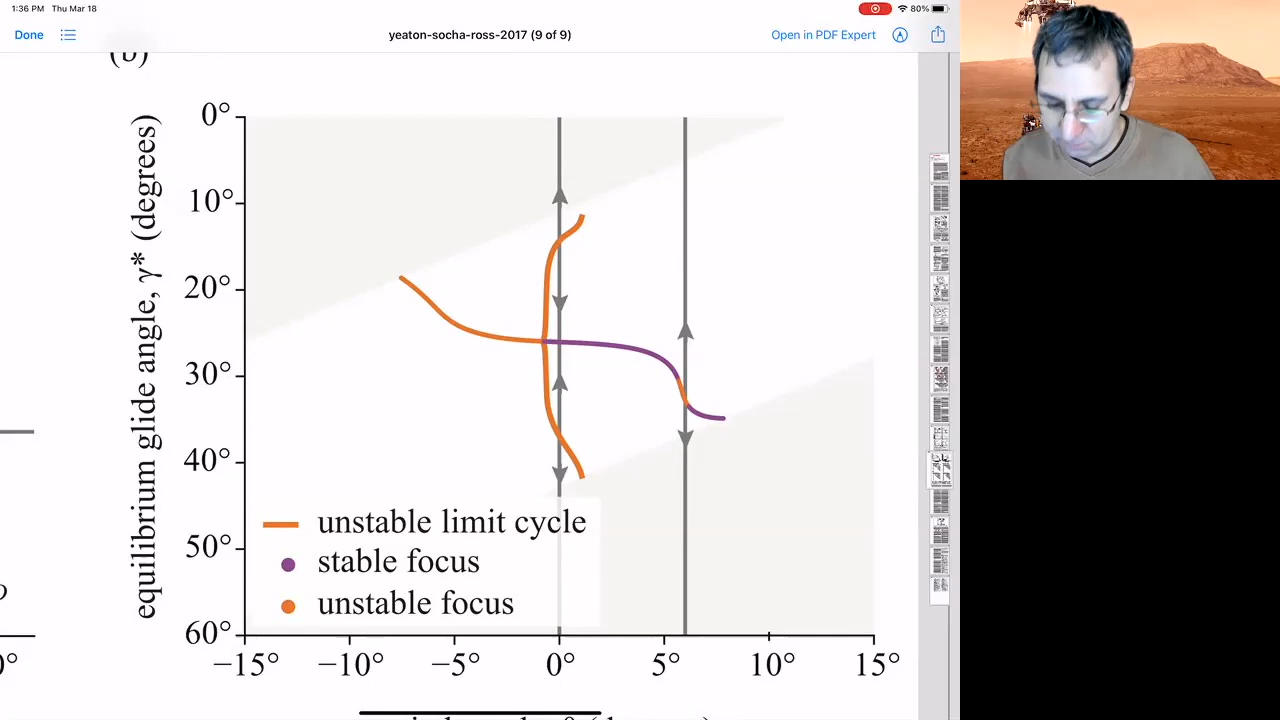 1:36 PM Thu Mar 18
80%
Done
yeaton-socha-ross-2017 (9 of 9)
Open in PDF Expert
equilibrium glide angle, γ* (degrees)
0°
10°
20°
30°
40°
50°
60°
unstable limit cycle
stable focus
unstable focus
−15°
−10°
−5°
0°
5°
10°
15°
0°